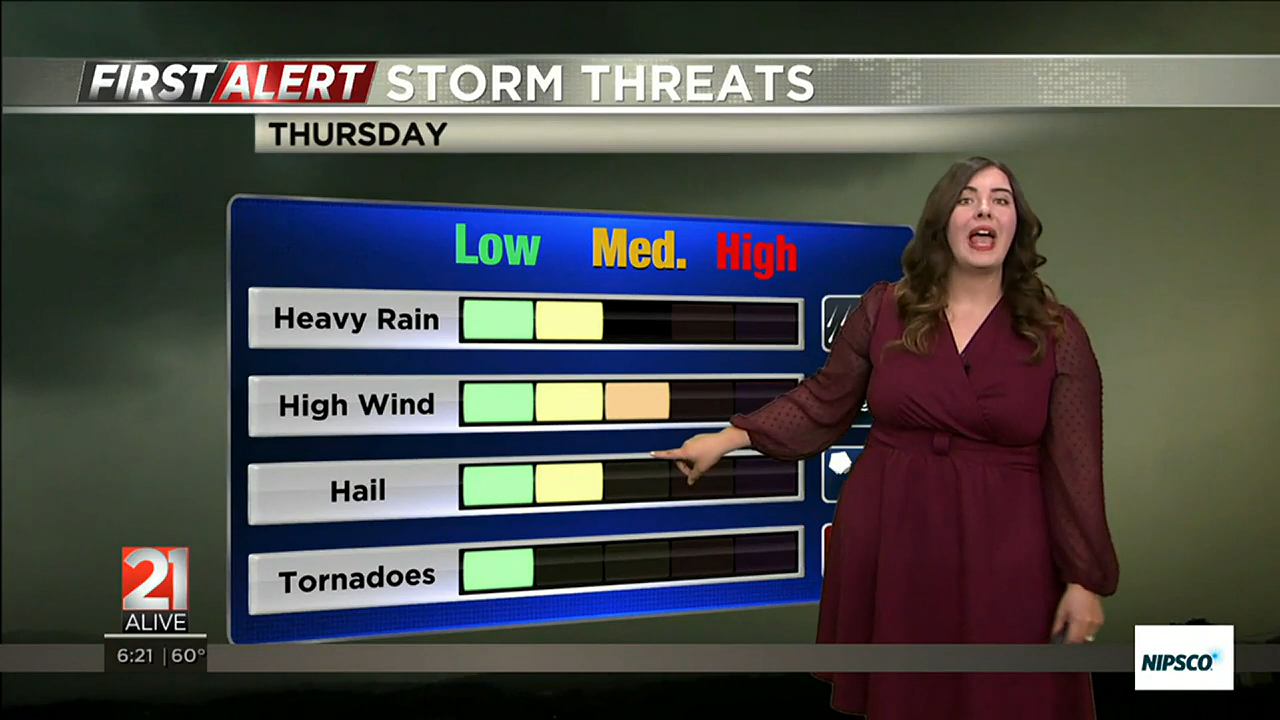 FIRST ALERT STORM THREATS
THURSDAY
Low Med. High
Heavy Rain
High Wind
Hail
Tornadoes
21
ALIVE
6:21 | 60°
NIPSCO